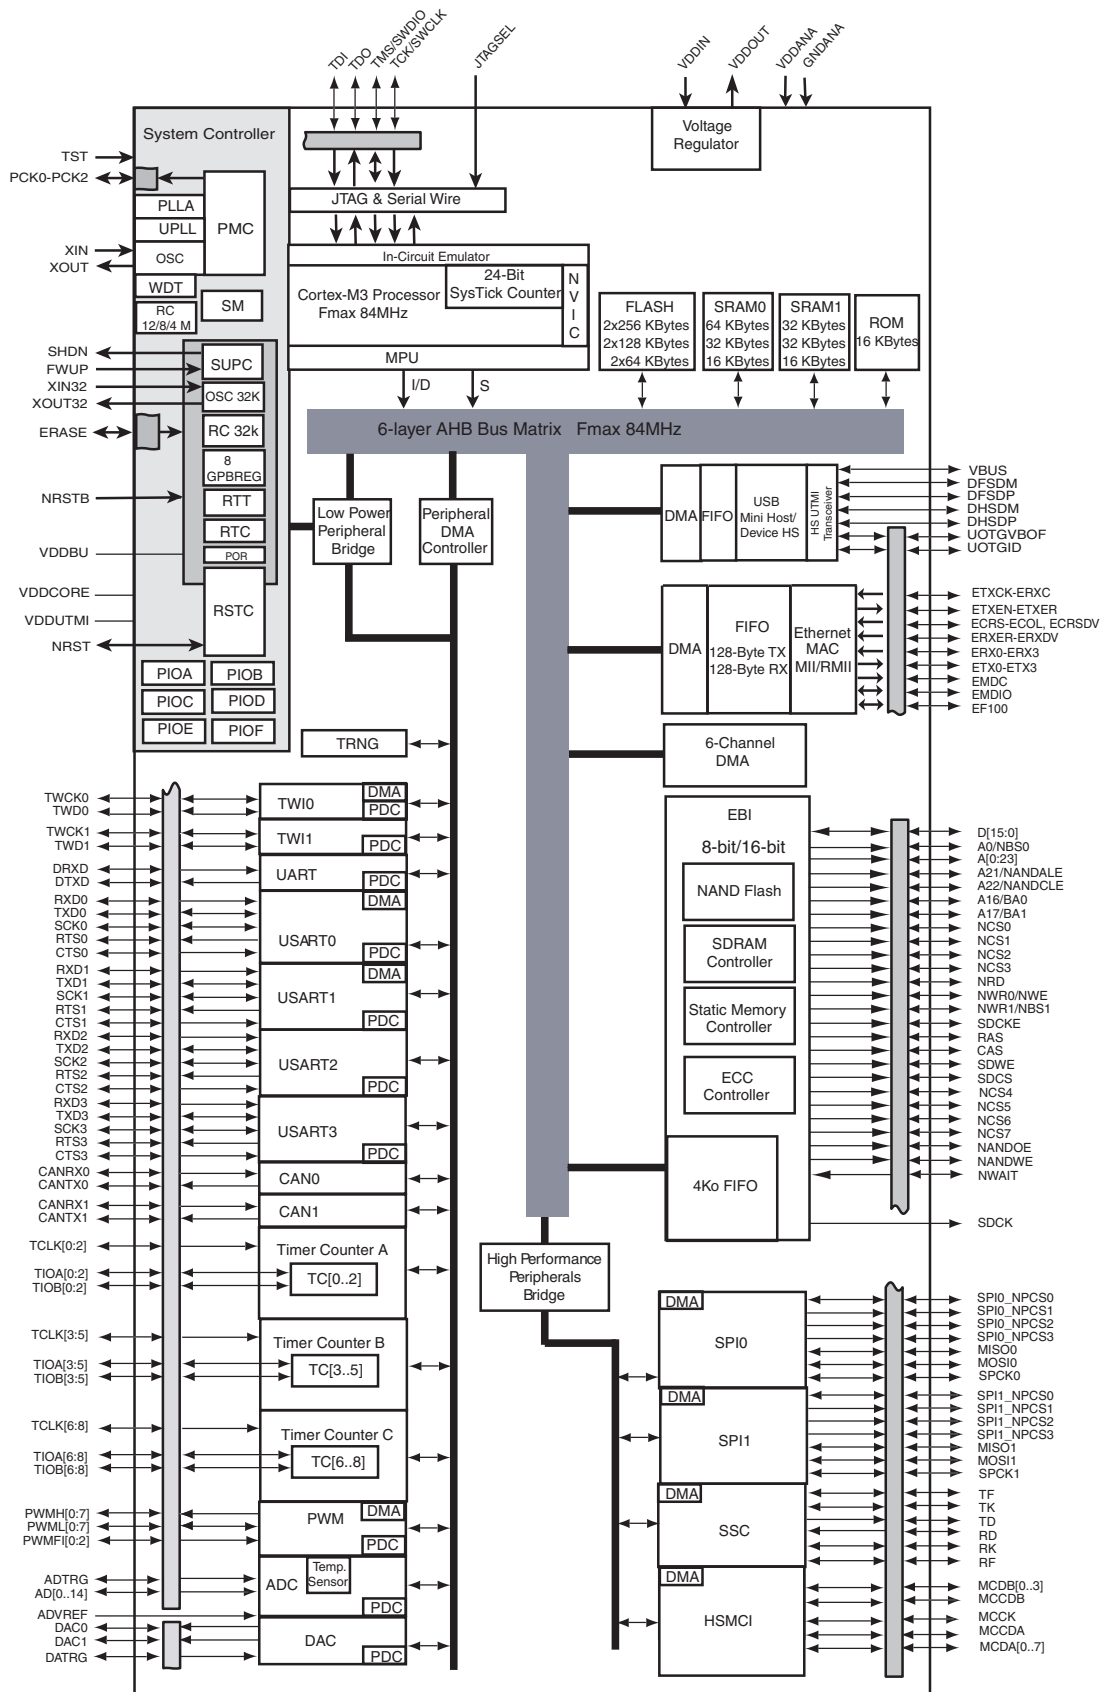 TDI
TDO
TMS/SWDIO
TCK/SWCLK
JTAGSEL
VDDIN
VDDOUT
VDDANA
GNDANA
System Controller
Voltage
Regulator
TST
PCK0-PCK2
PLLA
UPLL
PMC
XIN
XOUT
OSC
WDT
RC
12/8/4 M
SM
JTAG & Serial Wire
In-Circuit Emulator
24-Bit
SysTick Counter
Cortex-M3 Processor
Fmax 84MHz
N
V
I
C
MPU
I/D
S
FLASH
2x256 KBytes
2x128 KBytes
2x64 KBytes
SRAM0
64 KBytes
32 KBytes
16 KBytes
SRAM1
32 KBytes
32 KBytes
16 KBytes
ROM
16 KBytes
SHDN
FWUP
XIN32
XOUT32
ERASE
NRSTB
VDDBU
VDDCORE
VDDUTMI
NRST
SUPC
OSC 32K
RC 32k
8
GPBREG
RTT
RTC
POR
RSTC
PIOA
PIOB
PIOC
PIOD
PIOE
PIOF
6-layer AHB Bus Matrix Fmax 84MHz
Low Power
Peripheral
Bridge
Peripheral
DMA
Controller
DMA
FIFO
USB
Mini Host/
Device HS
HS UTMI
Transceiver
VBUS
DFSDM
DFSDP
DHSDM
DHSDP
UOTGVBOF
UOTGID
DMA
FIFO
128-Byte TX
128-Byte RX
Ethernet
MAC
MII/RMII
ETXCK-ERXC
ETXEN-ETXER
ECRS-ECOL, ECRSDV
ERXER-ERXDV
ERX0-ERX3
ETX0-ETX3
EMDC
EMDIO
EF100
TRNG
6-Channel
DMA
TWCK0
TWD0
TWI0
DMA
PDC
TWCK1
TWD1
TWI1
PDC
DRXD
DTXD
UART
PDC
RXD0
TXD0
SCK0
RTS0
CTS0
USART0
DMA
PDC
RXD1
TXD1
SCK1
RTS1
CTS1
USART1
DMA
PDC
RXD2
TXD2
SCK2
RTS2
CTS2
USART2
PDC
RXD3
TXD3
SCK3
RTS3
CTS3
USART3
PDC
CANRX0
CANTX0
CAN0
CANRX1
CANTX1
CAN1
TCLK[0:2]
TIOA[0:2]
TIOB[0:2]
Timer Counter A
TC[0..2]
TCLK[3:5]
TIOA[3:5]
TIOB[3:5]
Timer Counter B
TC[3..5]
TCLK[6:8]
TIOA[6:8]
TIOB[6:8]
Timer Counter C
TC[6..8]
PWMH[0:7]
PWML[0:7]
PWMFI[0:2]
PWM
DMA
PDC
ADTRG
AD[0..14]
ADVREF
ADC
Temp.
Sensor
PDC
DAC0
DAC1
DATRG
DAC
PDC
EBI
8-bit/16-bit
NAND Flash
SDRAM
Controller
Static Memory
Controller
ECC
Controller
4Ko FIFO
D[15:0]
A0/NBS0
A[0:23]
A21/NANDALE
A22/NANDCLE
A16/BA0
A17/BA1
NCS0
NCS1
NCS2
NCS3
NRD
NWR0/NWE
NWR1/NBS1
SDCKE
RAS
CAS
SDWE
SDCS
NCS4
NCS5
NCS6
NCS7
NANDOE
NANDWE
NWAIT
SDCK
High Performance
Peripherals
Bridge
DMA
SPI0
SPI0_NPCS0
SPI0_NPCS1
SPI0_NPCS2
SPI0_NPCS3
MISO0
MOSI0
SPCK0
DMA
SPI1
SPI1_NPCS0
SPI1_NPCS1
SPI1_NPCS2
SPI1_NPCS3
MISO1
MOSI1
SPCK1
DMA
SSC
TF
TK
TD
RD
RK
RF
DMA
HSMCI
MCDB[0..3]
MCCDB
MCCK
MCCDA
MCDA[0..7]